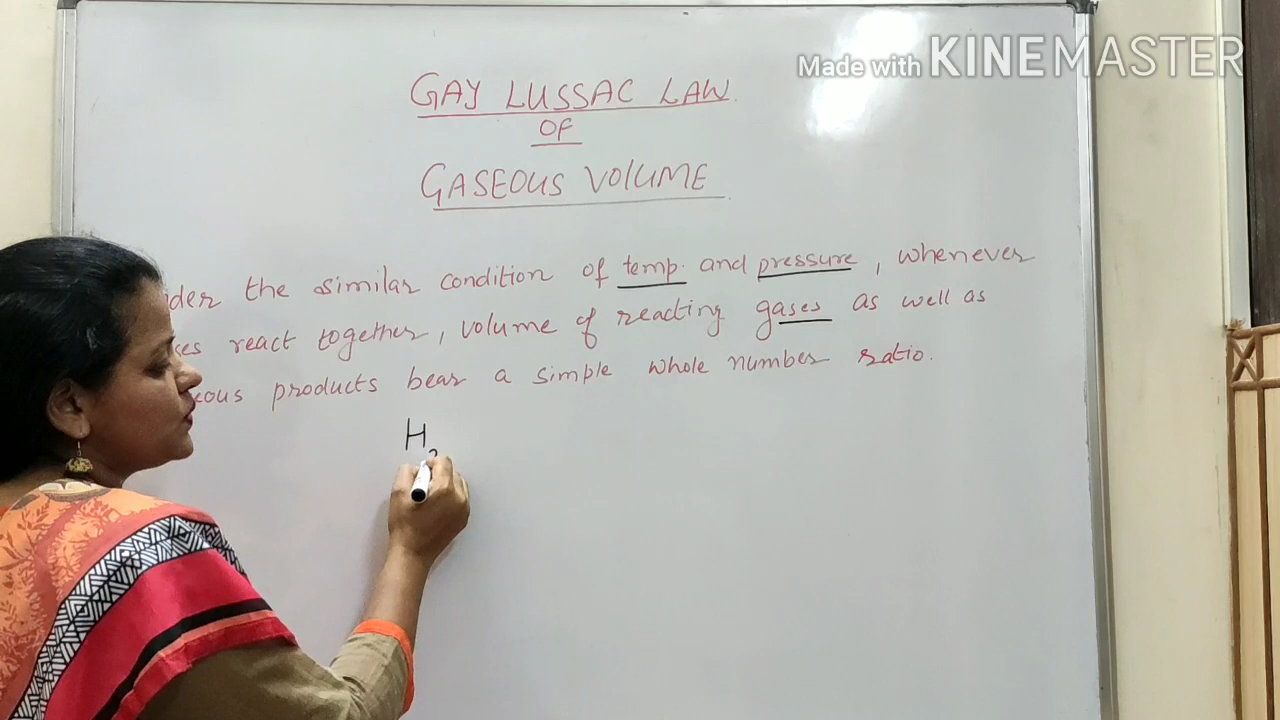 Made with KINEMASTER
GAY LUSSAC LAW.
OF
GASEOUS VOLUME.
the similar condition of temp. and pressure, whenever
react together, volume of reacting gases as well as
products bear a simple whole number ratio.
H2